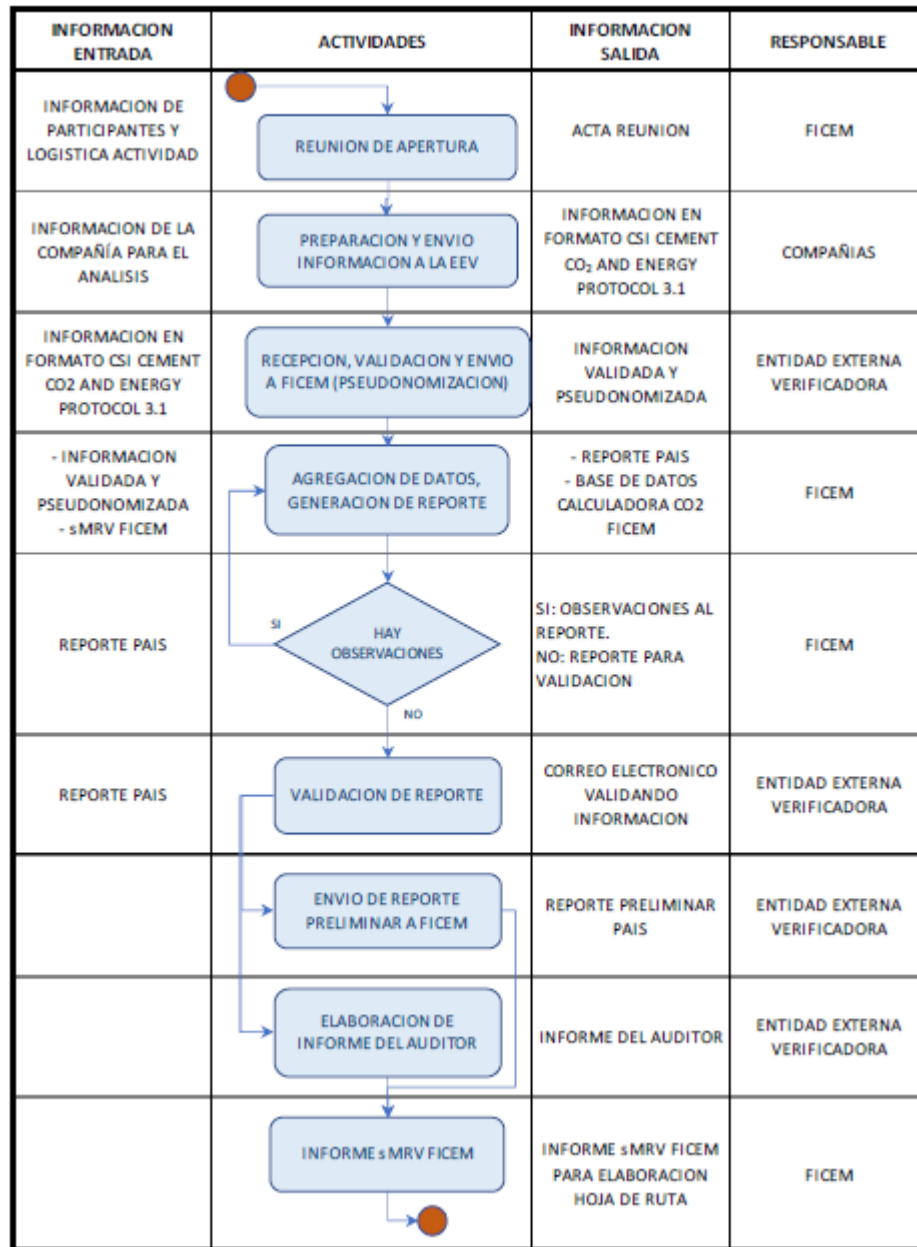 INFORMACION
ENTRADA
ACTIVIDADES
INFORMACION
SALIDA
RESPONSABLE
INFORMACION DE
PARTICIPANTES Y
LOGISTICA ACTIVIDAD
REUNION DE APERTURA
ACTA REUNION
FICEM
INFORMACION DE LA
COMPAÑÍA PARA EL
ANALISIS
PREPARACION Y ENVIO
INFORMACION A LA EEV
INFORMACION EN
FORMATO CSI CEMENT
CO₂ AND ENERGY
PROTOCOL 3.1
COMPAÑIAS
INFORMACION EN
FORMATO CSI CEMENT
CO2 AND ENERGY
PROTOCOL 3.1
RECEPCION, VALIDACION Y ENVIO
A FICEM (PSEUDONOMIZACION)
INFORMACION
VALIDADA Y
PSEUDONOMIZADA
ENTIDAD EXTERNA
VERIFICADORA
- INFORMACION
VALIDADA Y
PSEUDONOMIZADA
- sMRV FICEM
AGREGACION DE DATOS,
GENERACION DE REPORTE
- REPORTE PAIS
- BASE DE DATOS
CALCULADORA CO2
FICEM
FICEM
REPORTE PAIS
SI
HAY
OBSERVACIONES
NO
SI: OBSERVACIONES AL
REPORTE.
NO: REPORTE PARA
VALIDACION
FICEM
REPORTE PAIS
VALIDACION DE REPORTE
CORREO ELECTRONICO
VALIDANDO
INFORMACION
ENTIDAD EXTERNA
VERIFICADORA
ENVIO DE REPORTE
PRELIMINAR A FICEM
REPORTE PRELIMINAR
PAIS
ENTIDAD EXTERNA
VERIFICADORA
ELABORACION DE
INFORME DEL AUDITOR
INFORME DEL AUDITOR
ENTIDAD EXTERNA
VERIFICADORA
INFORME sMRV FICEM
INFORME sMRV FICEM
PARA ELABORACION
HOJA DE RUTA
FICEM